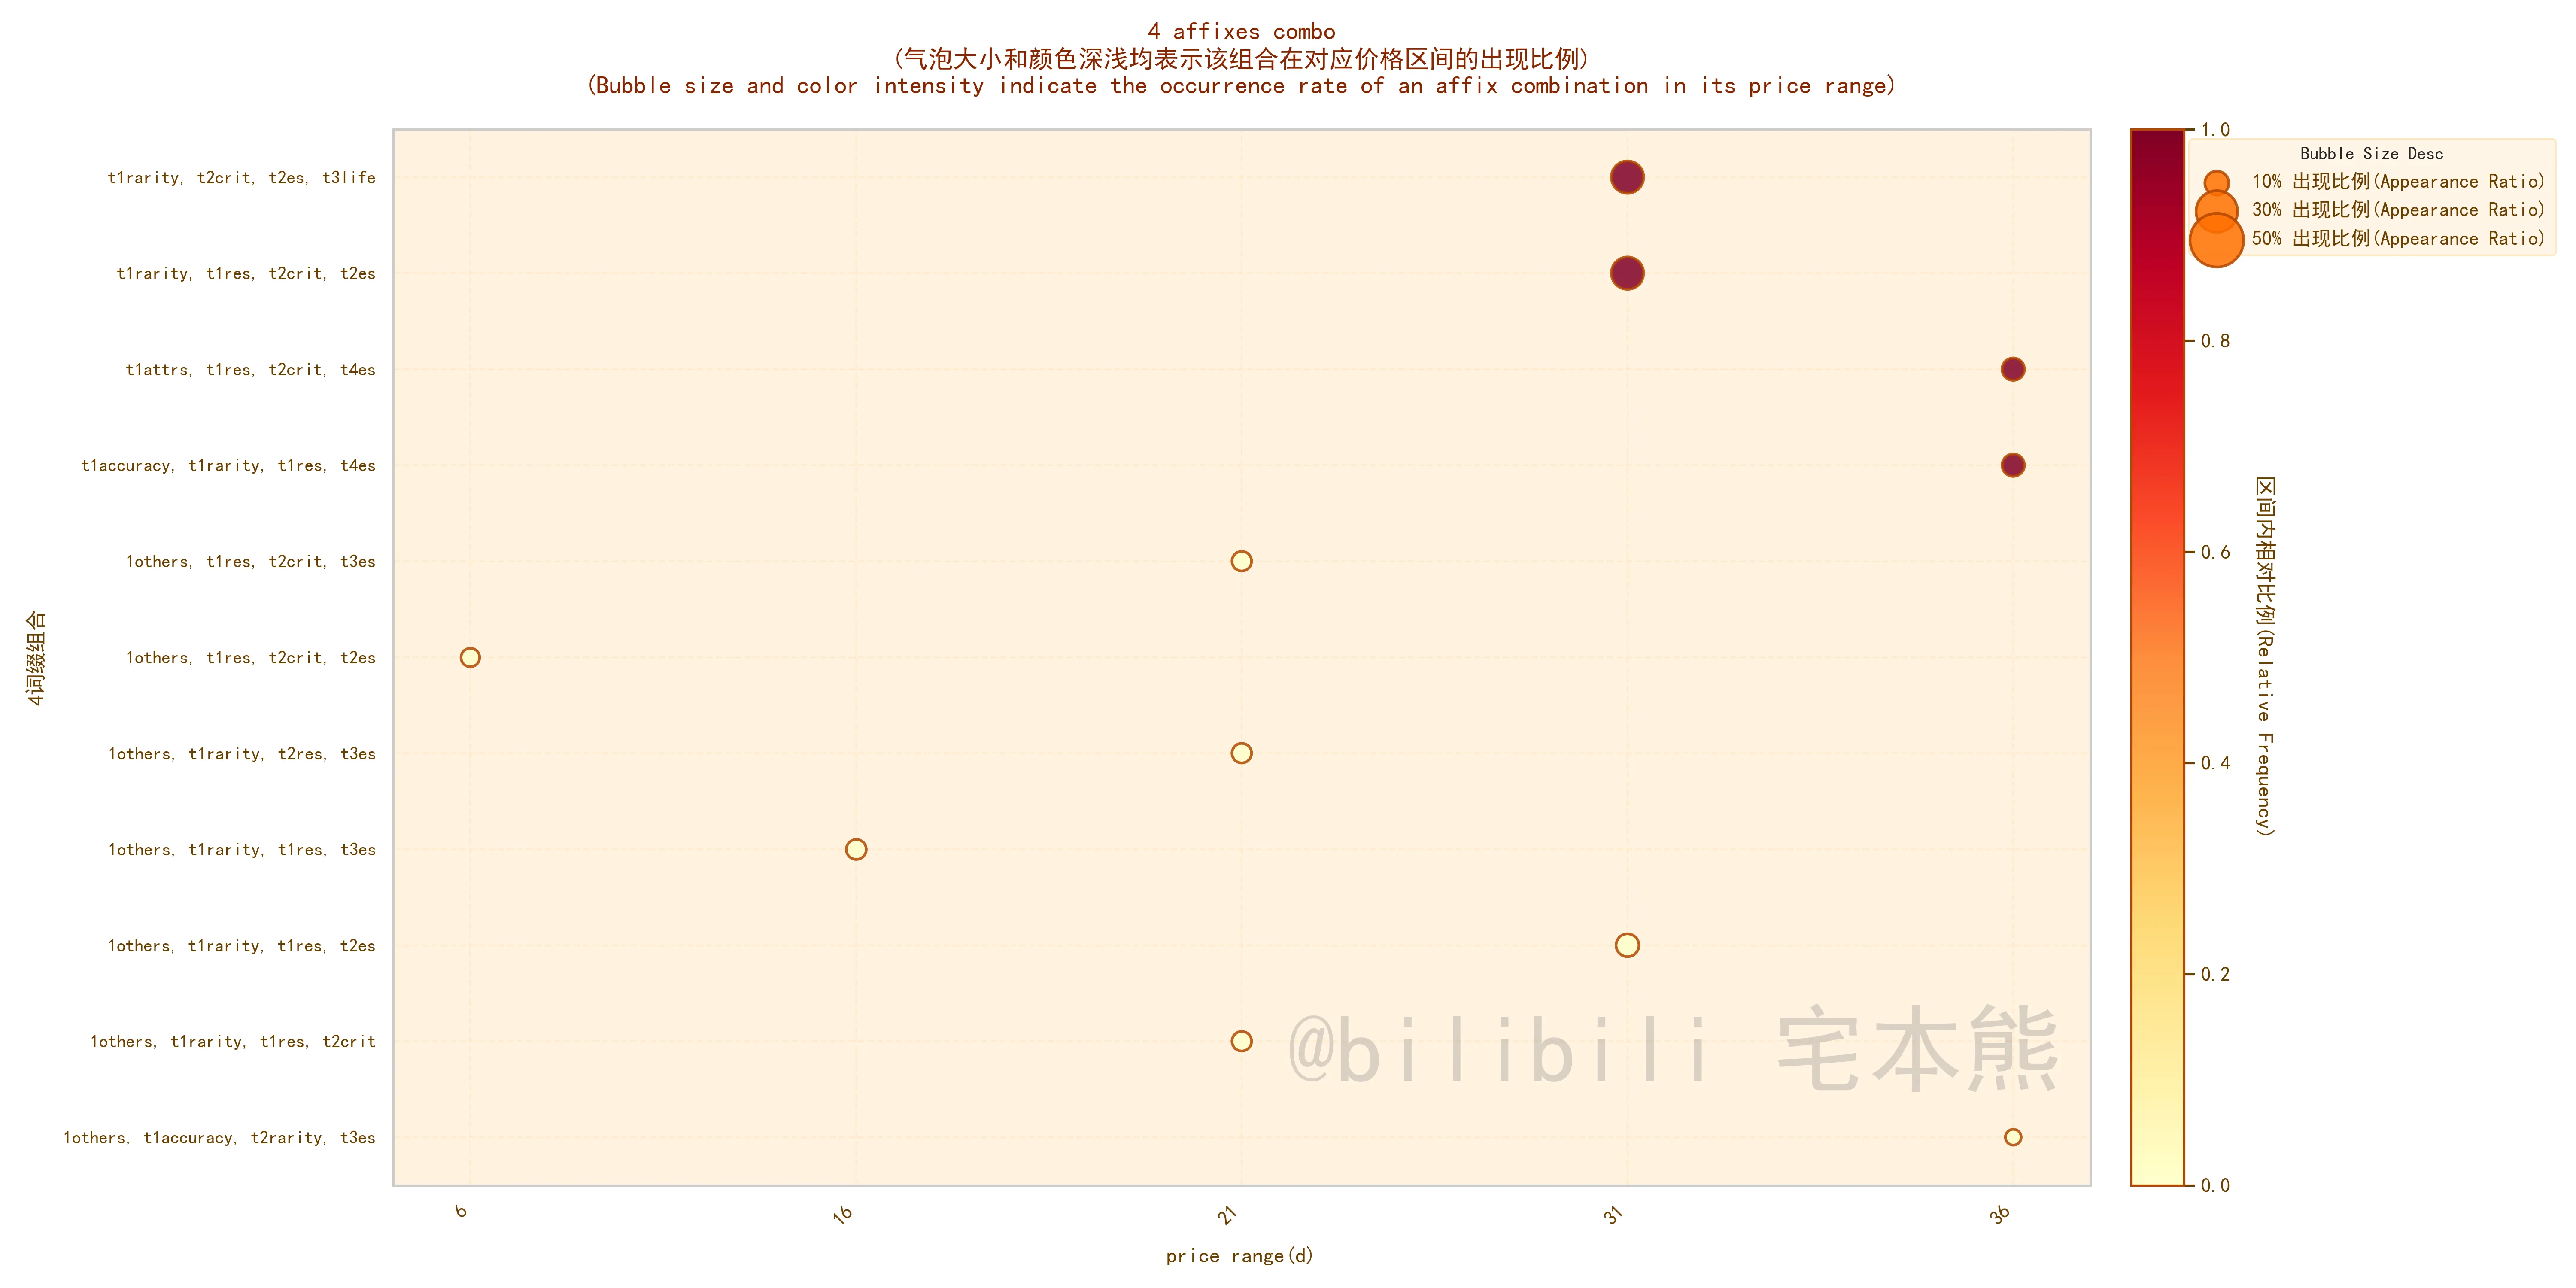 4 affixes combo
(气泡大小和颜色深浅均表示该组合在对应价格区间的出现比例)
(Bubble size and color intensity indicate the occurrence rate of an affix combination in its price range)
4词缀组合
t1rarity, t2crit, t2es, t3life
t1rarity, t1res, t2crit, t2es
t1attrs, t1res, t2crit, t4es
t1accuracy, t1rarity, t1res, t4es
1others, t1res, t2crit, t3es
1others, t1res, t2crit, t2es
1others, t1rarity, t2res, t3es
1others, t1rarity, t1res, t3es
1others, t1rarity, t1res, t2es
1others, t1rarity, t1res, t2crit
1others, t1accuracy, t2rarity, t3es
6
16
21
31
36
price range(d)
@bilibili 宅本熊
1.0
0.8
0.6
0.4
0.2
0.0
区间内相对比例(Relative Frequency)
Bubble Size Desc
10% 出现比例(Appearance Ratio)
30% 出现比例(Appearance Ratio)
50% 出现比例(Appearance Ratio)